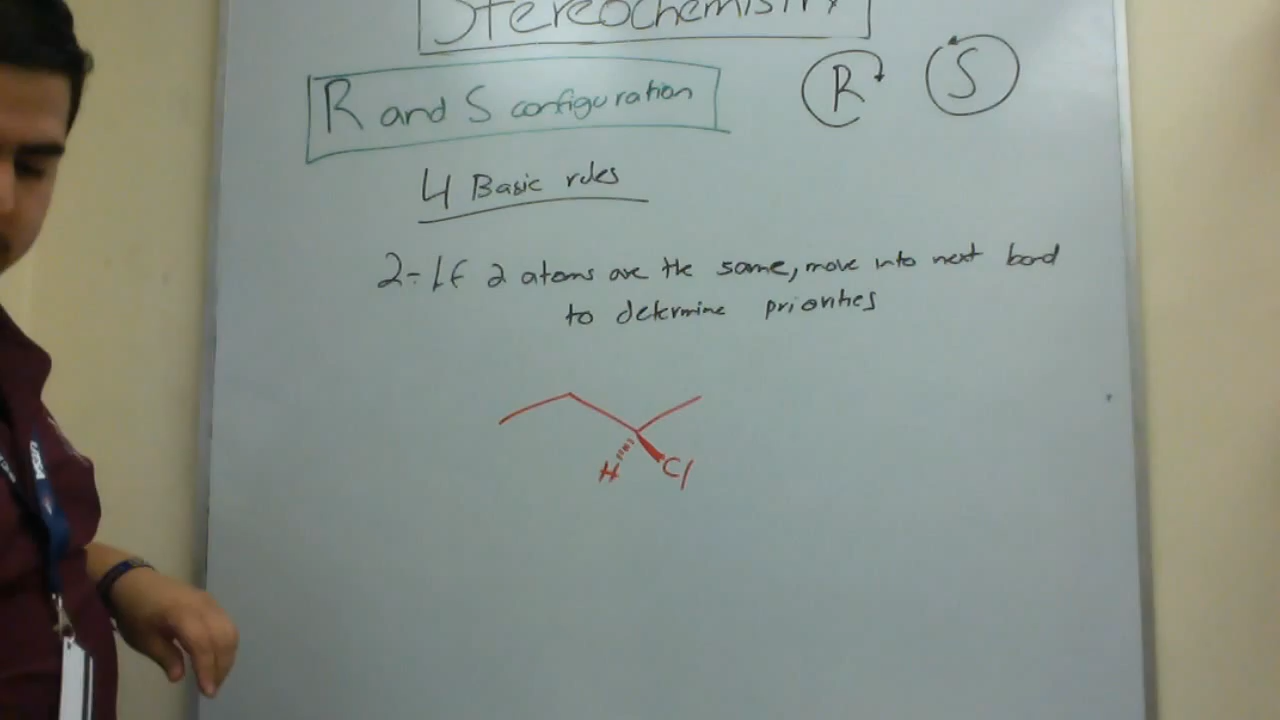 Stereochemistry
R and S configuration
R
S
4 Basic rules
2- If 2 atoms are the same, move into next bond
to determine priorities
H
Cl